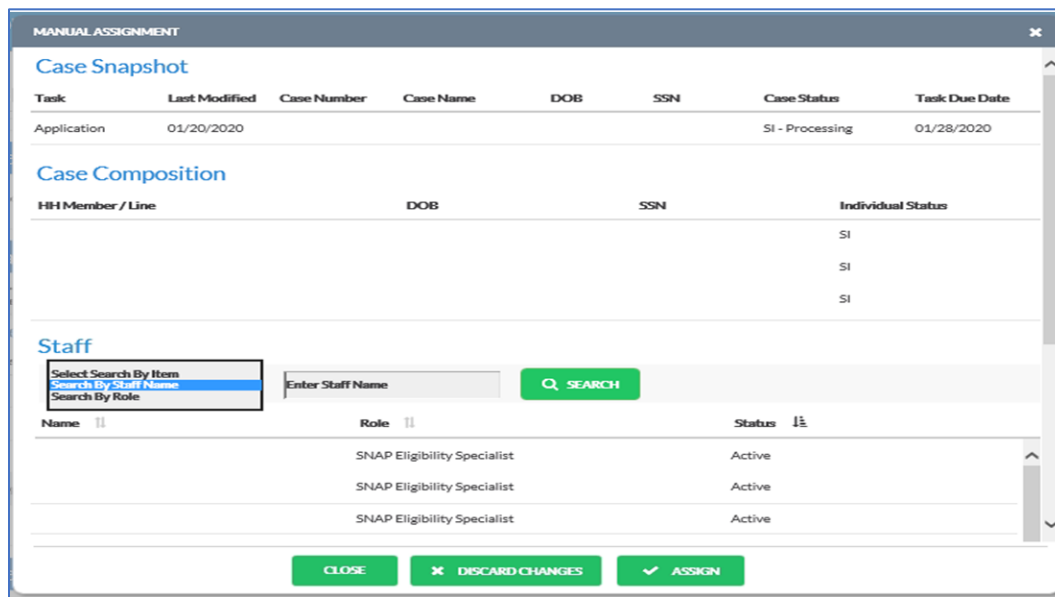 MANUAL ASSIGNMENT
Case Snapshot
Task Last Modified Case Number Case Name DOB SSN Case Status Task Due Date
Application 01/20/2020 SI - Processing 01/28/2020
Case Composition
HH Member / Line DOB SSN Individual Status
SI
SI
SI
Staff
Select Search By Item
Search By Staff Name
Search By Role
Enter Staff Name
SEARCH
Name Role Status
SNAP Eligibility Specialist Active
SNAP Eligibility Specialist Active
SNAP Eligibility Specialist Active
CLOSE DISCARD CHANGES ASSIGN